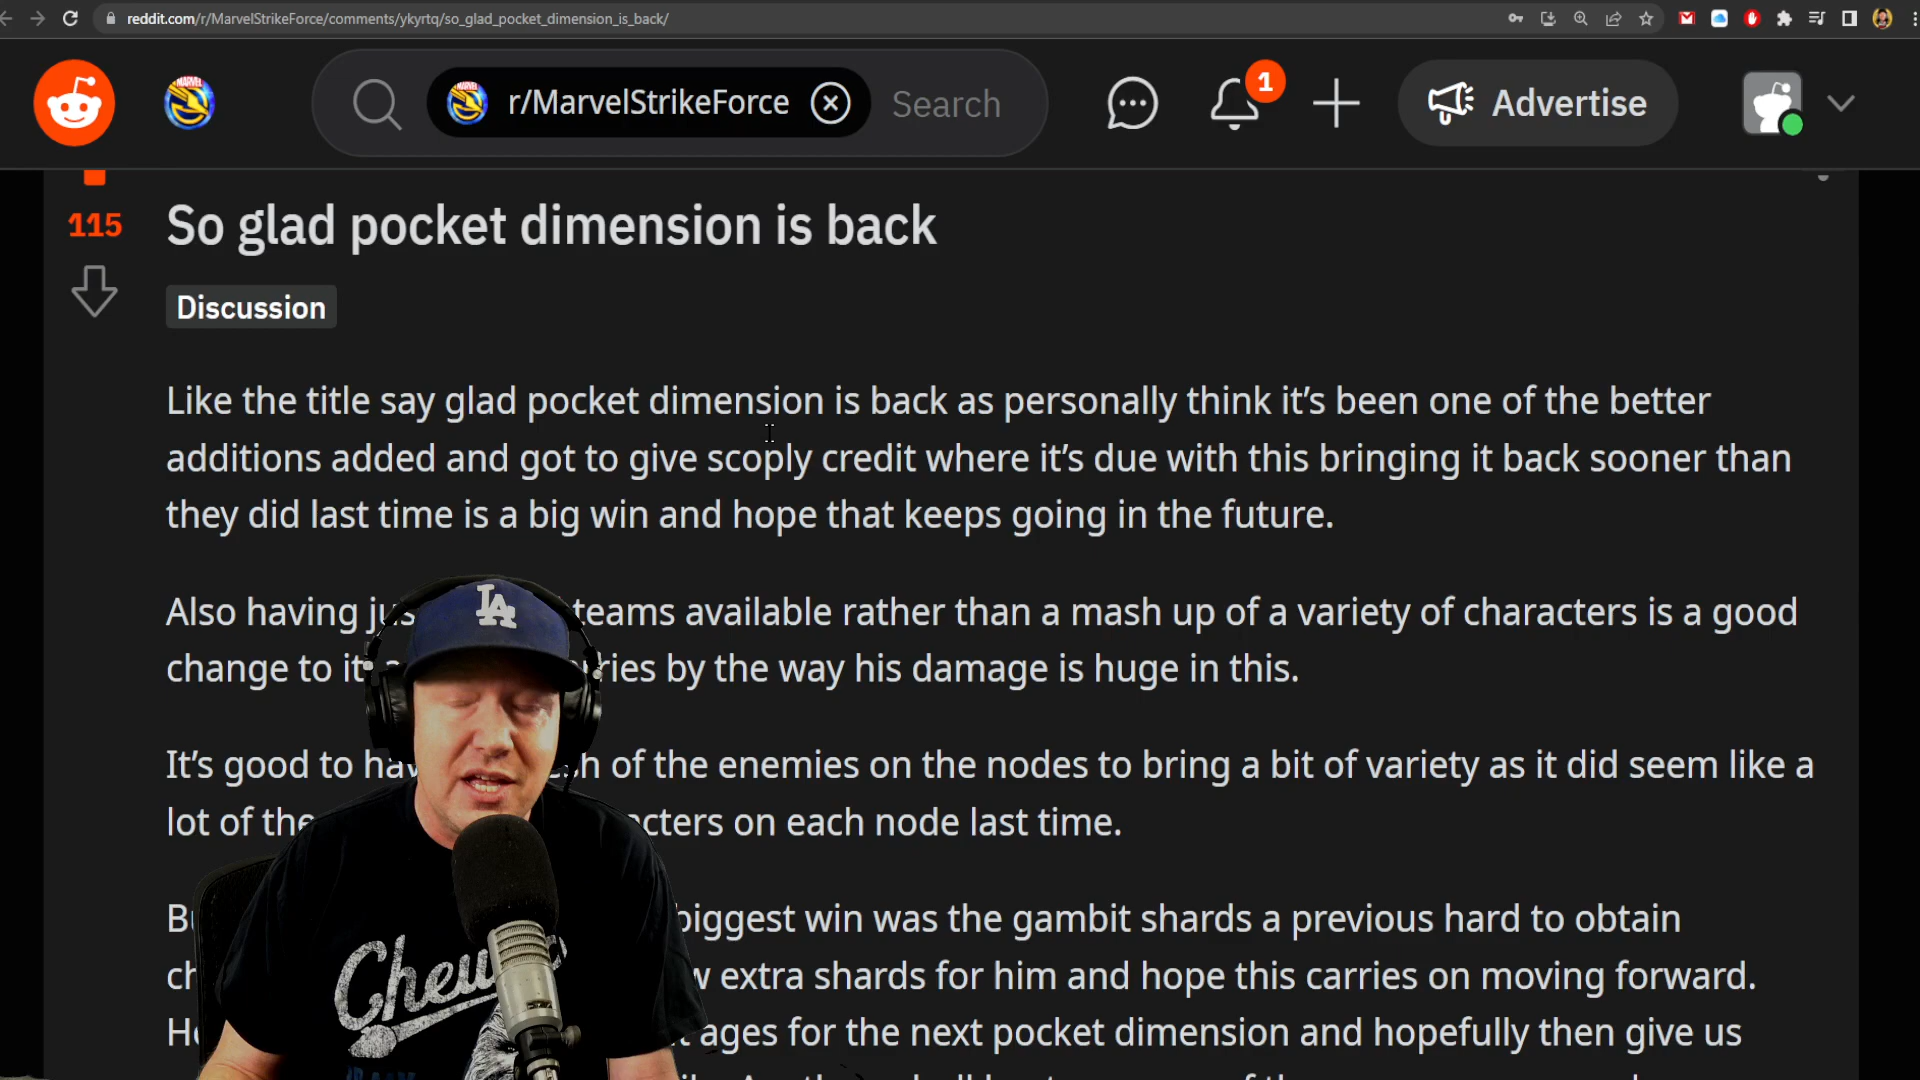 reddit.com/r/MarvelStrikeForce/comments/ykyrtq/so_glad_pocket_dimension_is_back/
MARVEL r/MarvelStrikeForce Search 1 Advertise
115
So glad pocket dimension is back
Discussion
Like the title say glad pocket dimension is back as personally think it's been one of the better
additions added and got to give scoply credit where it's due with this bringing it back sooner than
they did last time is a big win and hope that keeps going in the future.
Also having teams available rather than a mash up of a variety of characters is a good
change to by the way his damage is huge in this.
It's good to of the enemies on the nodes to bring a bit of variety as it did seem like a
lot of on each node last time.
biggest win was the gambit shards a previous hard to obtain
extra shards for him and hope this carries on moving forward.
ages for the next pocket dimension and hopefully then give us
LA